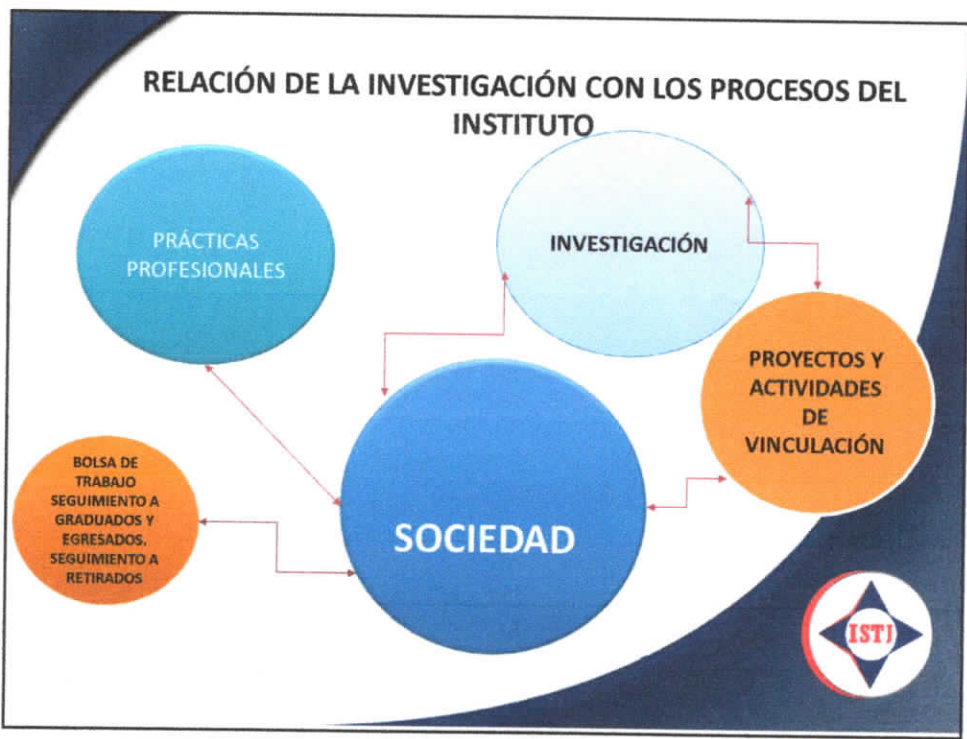 RELACIÓN DE LA INVESTIGACIÓN CON LOS PROCESOS DEL
INSTITUTO
PRÁCTICAS
PROFESIONALES
INVESTIGACIÓN
PROYECTOS Y
ACTIVIDADES
DE
VINCULACIÓN
BOLSA DE
TRABAJO
SEGUIMIENTO A
GRADUADOS Y
EGRESADOS.
SEGUIMIENTO A
RETIRADOS
SOCIEDAD
ISTJ